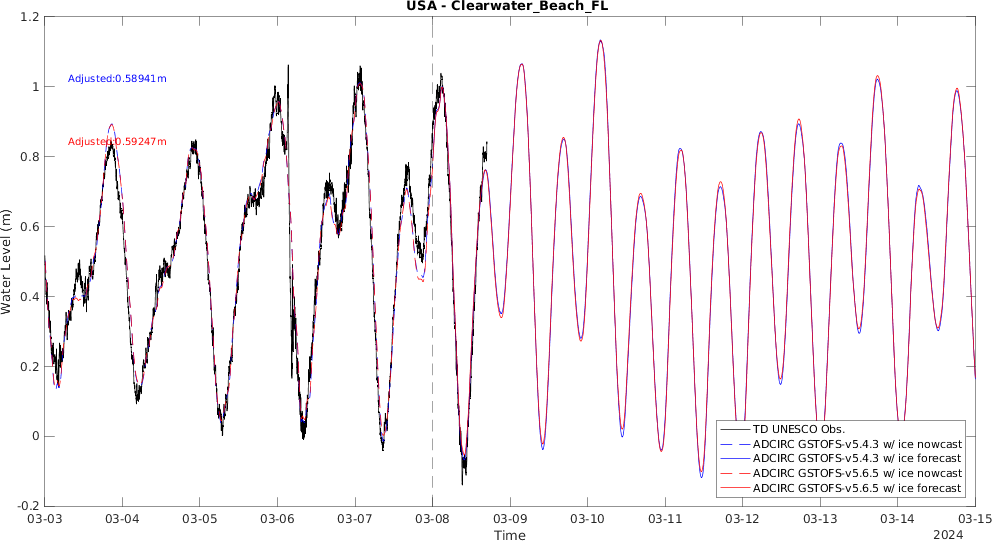 USA - Clearwater_Beach_FL
1.2
1
0.8
0.6
0.4
0.2
0
-0.2
Water Level (m)
Adjusted:0.58941m
Adjusted:0.59247m
TD UNESCO Obs.
ADCIRC GSTOFS-v5.4.3 w/ ice nowcast
ADCIRC GSTOFS-v5.4.3 w/ ice forecast
ADCIRC GSTOFS-v5.6.5 w/ ice nowcast
ADCIRC GSTOFS-v5.6.5 w/ ice forecast
03-03 03-04 03-05 03-06 03-07 03-08 03-09 03-10 03-11 03-12 03-13 03-14 03-15
Time
2024